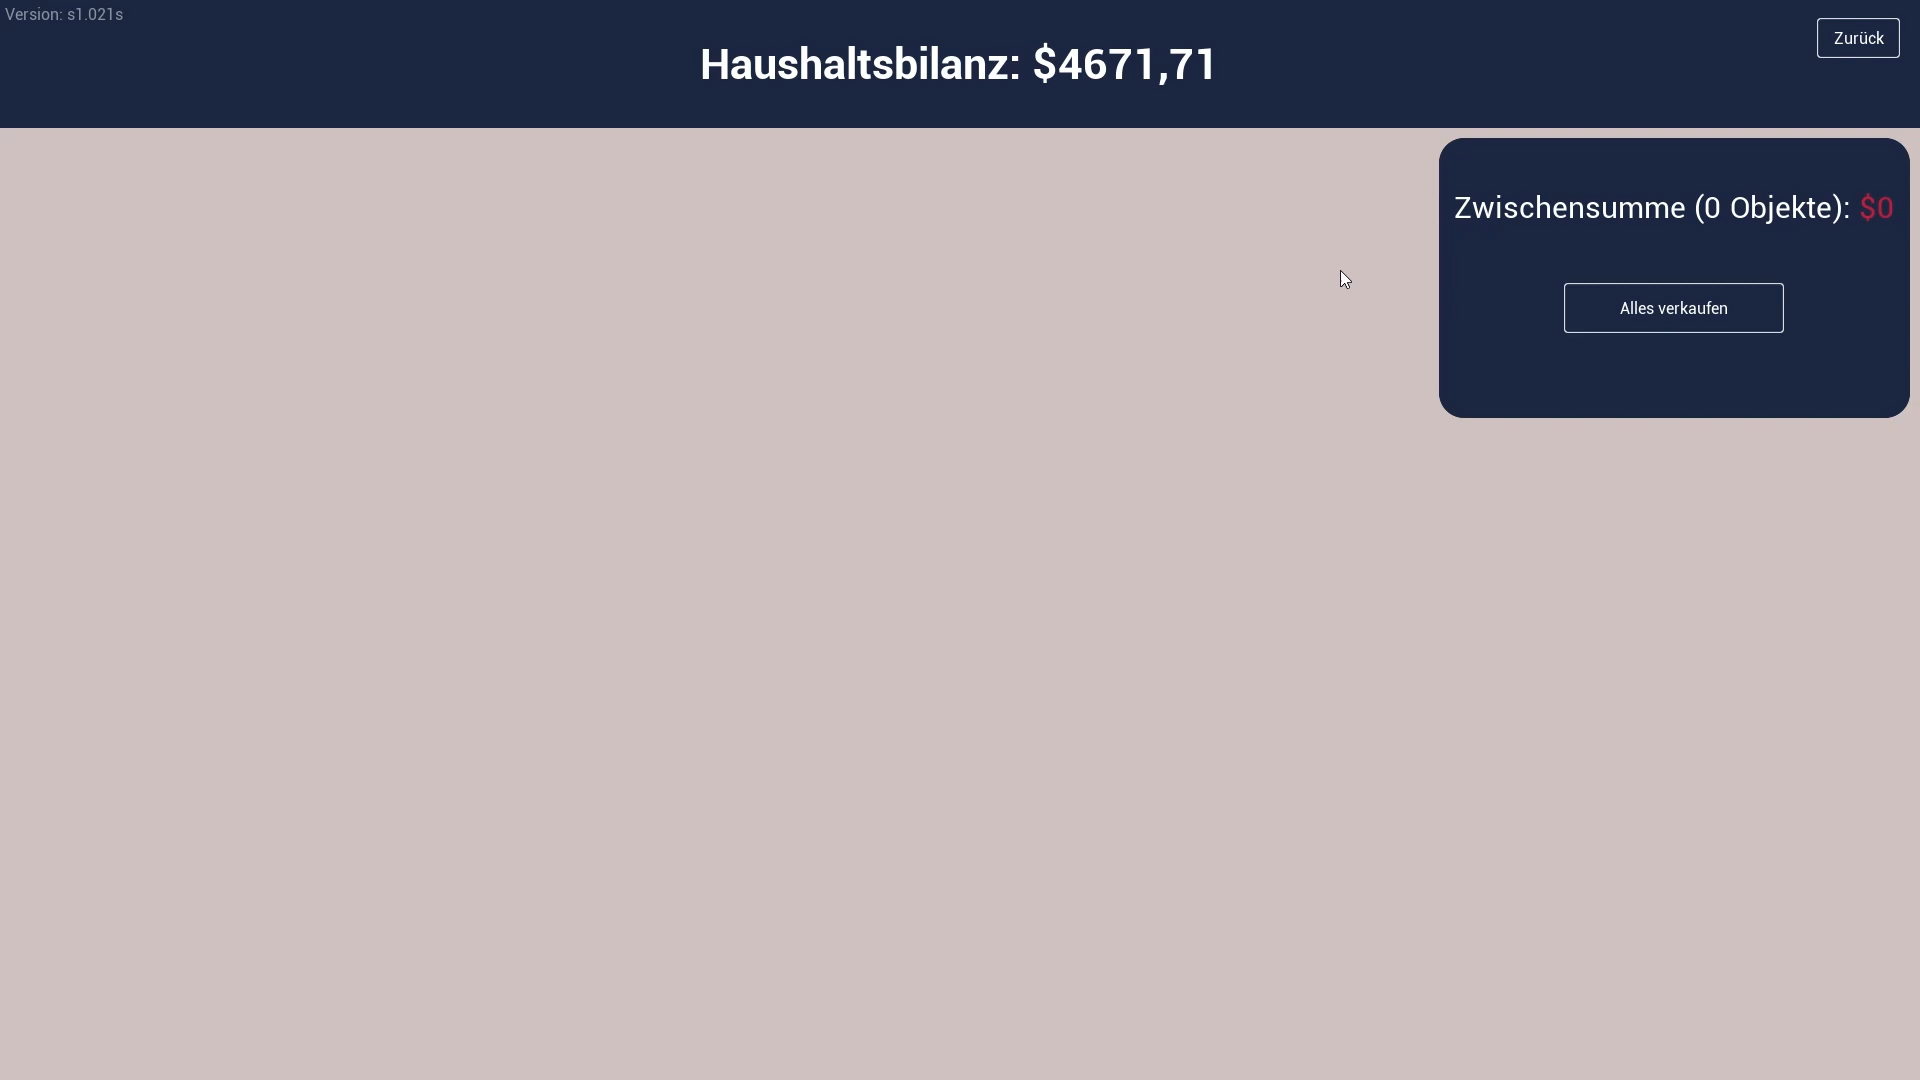 Version: s1.021s
Zurück
Haushaltsbilanz: $4671,71
Zwischensumme (0 Objekte): $0
Alles verkaufen